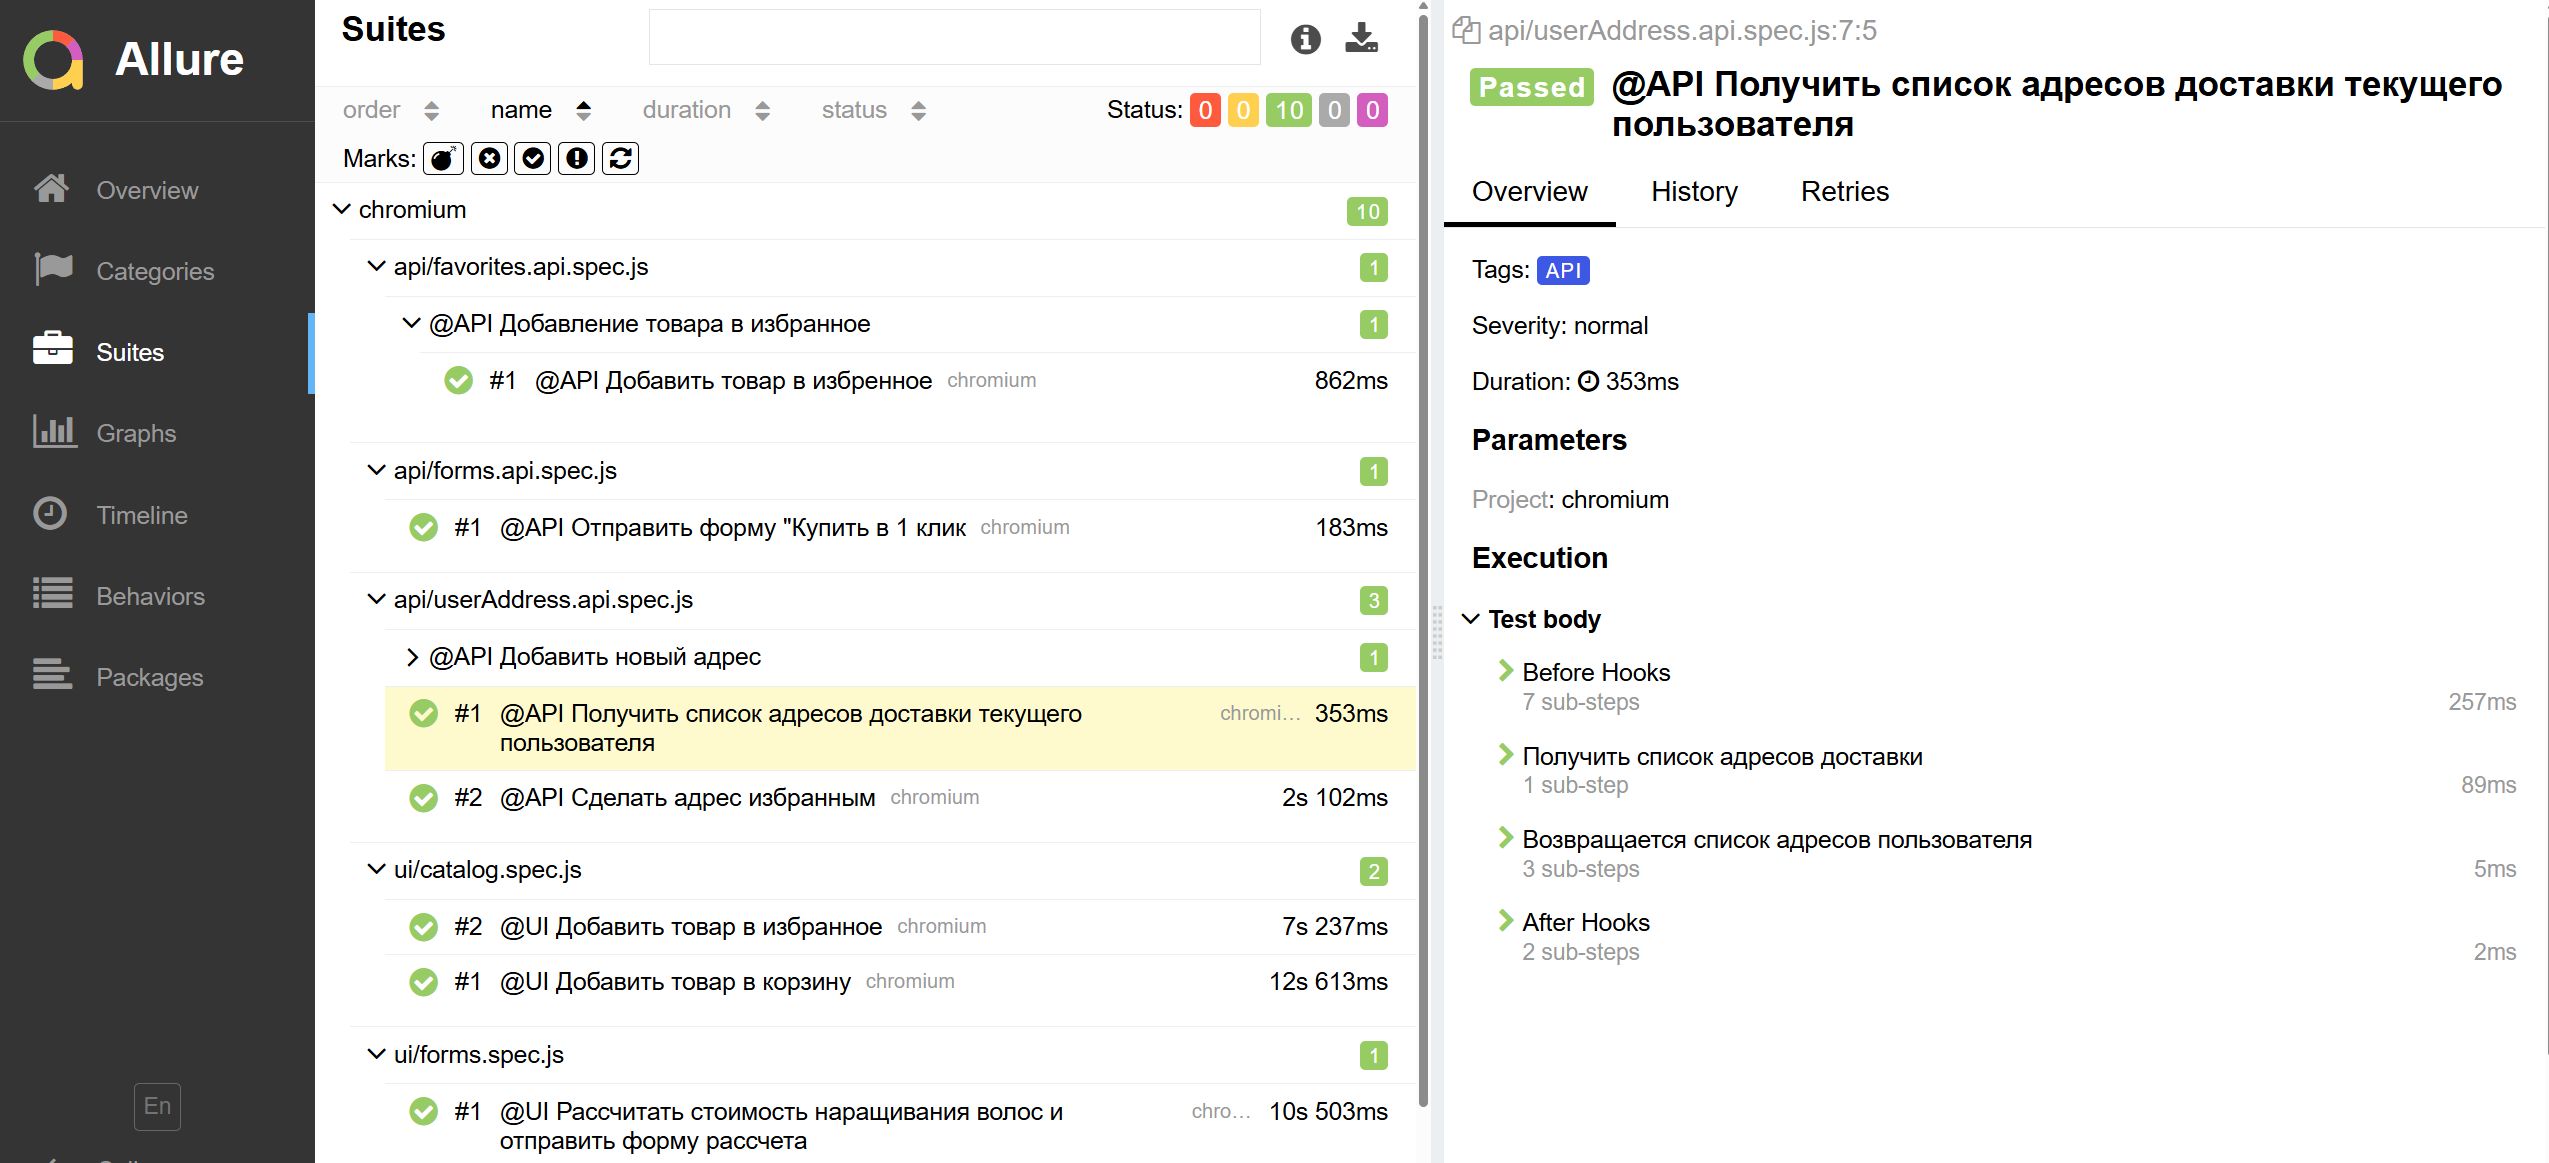 Allure
Overview
Categories
Suites
Graphs
Timeline
Behaviors
Packages
En
Suites
order name duration status Status: 0 0 10 0 0
Marks:
chromium 10
api/favorites.api.spec.js 1
@API Добавление товара в избранное 1
#1 @API Добавить товар в избренное chromium 862ms
api/forms.api.spec.js 1
#1 @API Отправить форму "Купить в 1 клик chromium 183ms
api/userAddress.api.spec.js 3
@API Добавить новый адрес 1
#1 @API Получить список адресов доставки текущего chromi... 353ms
пользователя
#2 @API Сделать адрес избранным chromium 2s 102ms
ui/catalog.spec.js 2
#2 @UI Добавить товар в избранное chromium 7s 237ms
#1 @UI Добавить товар в корзину chromium 12s 613ms
ui/forms.spec.js 1
#1 @UI Рассчитать стоимость наращивания волос и chro... 10s 503ms
отправить форму рассчета
api/userAddress.api.spec.js:7:5
Passed @API Получить список адресов доставки текущего
пользователя
Overview History Retries
Tags: API
Severity: normal
Duration: 353ms
Parameters
Project: chromium
Execution
Test body
Before Hooks
7 sub-steps 257ms
Получить список адресов доставки
1 sub-step 89ms
Возвращается список адресов пользователя
3 sub-steps 5ms
After Hooks
2 sub-steps 2ms